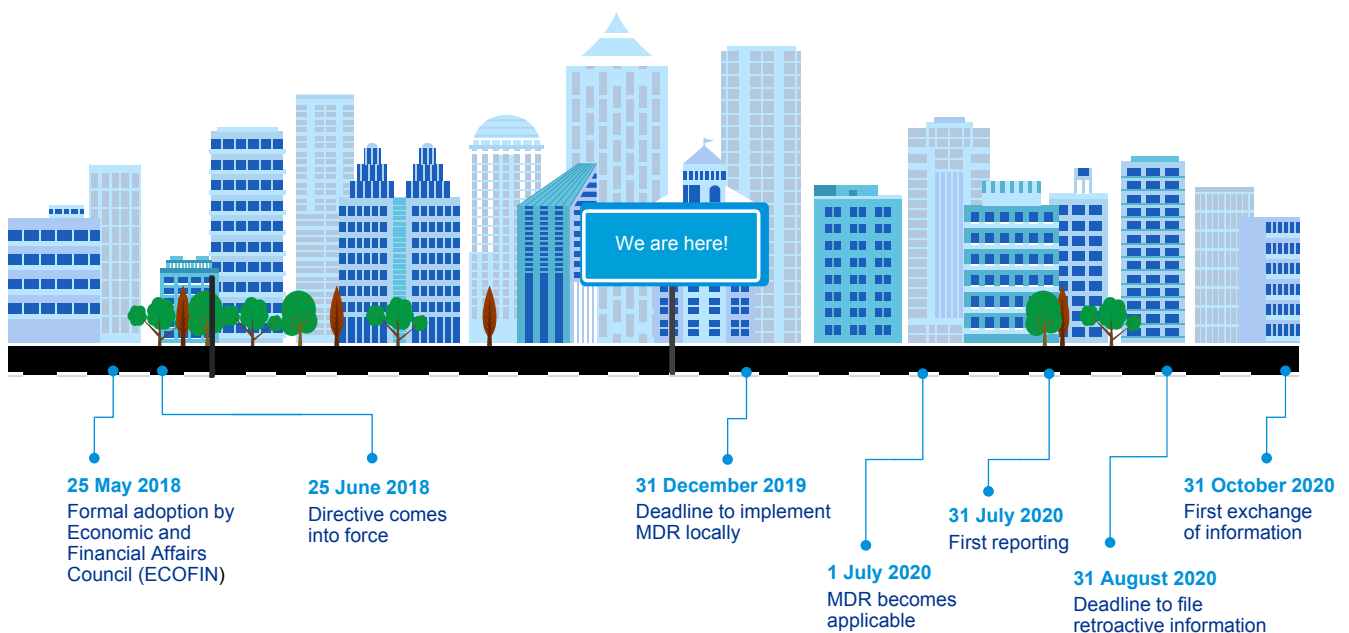 We are here!
25 May 2018
Formal adoption by
Economic and
Financial Affairs
Council (ECOFIN)
25 June 2018
Directive comes
into force
31 December 2019
Deadline to implement
MDR locally
1 July 2020
MDR becomes
applicable
31 July 2020
First reporting
31 August 2020
Deadline to file
retroactive information
31 October 2020
First exchange
of information